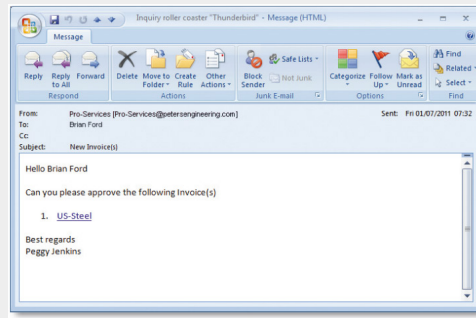 Inquiry roller coaster "Thunderbird" - Message (HTML)
Message
Reply
Reply to All
Forward
Delete
Move to Folder
Create Rule
Other Actions
Block Sender
Safe Lists
Not Junk
Categorize
Follow Up
Mark as Unread
Find
Related
Select
Respond
Actions
Junk E-mail
Options
Find
From: Pro-Services [Pro-Services@petersengineering.com]
Sent: Fri 01/07/2011 07:32
To: Brian Ford
Cc:
Subject: New Invoice(s)
Hello Brian Ford
Can you please approve the following Invoice(s)
1. US-Steel
Best regards
Peggy Jenkins